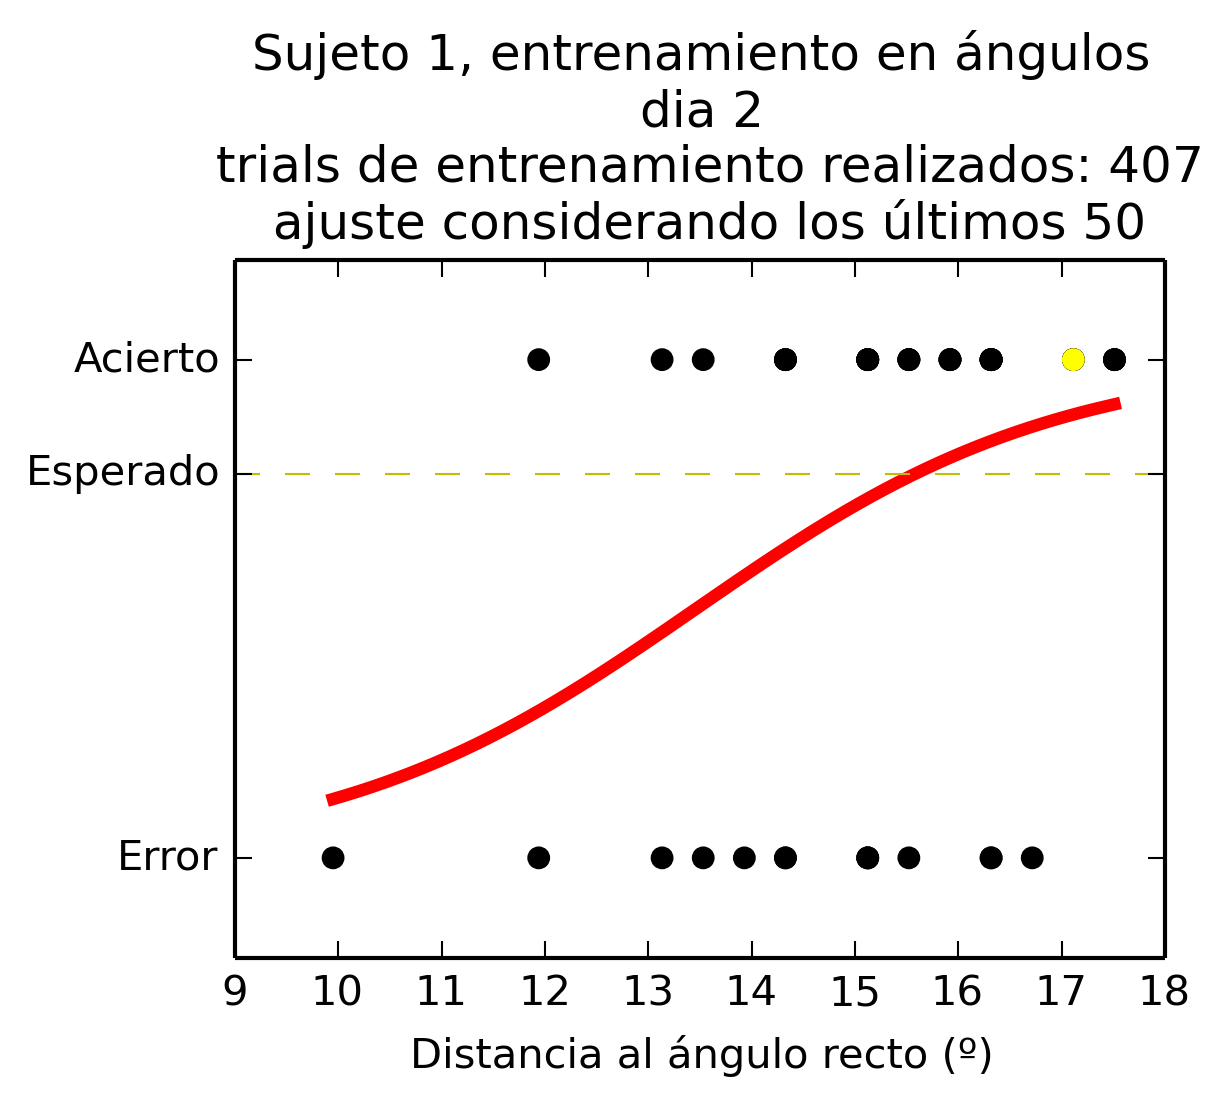 Sujeto 1, entrenamiento en ángulos
dia 2
trials de entrenamiento realizados: 407
ajuste considerando los últimos 50
Acierto
Esperado
Error
9 10 11 12 13 14 15 16 17 18
Distancia al ángulo recto (º)